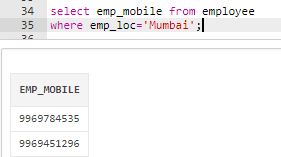 34 select emp_mobile from employee
35 where emp_loc='Mumbai';
EMP_MOBILE
9969784535
9969451296